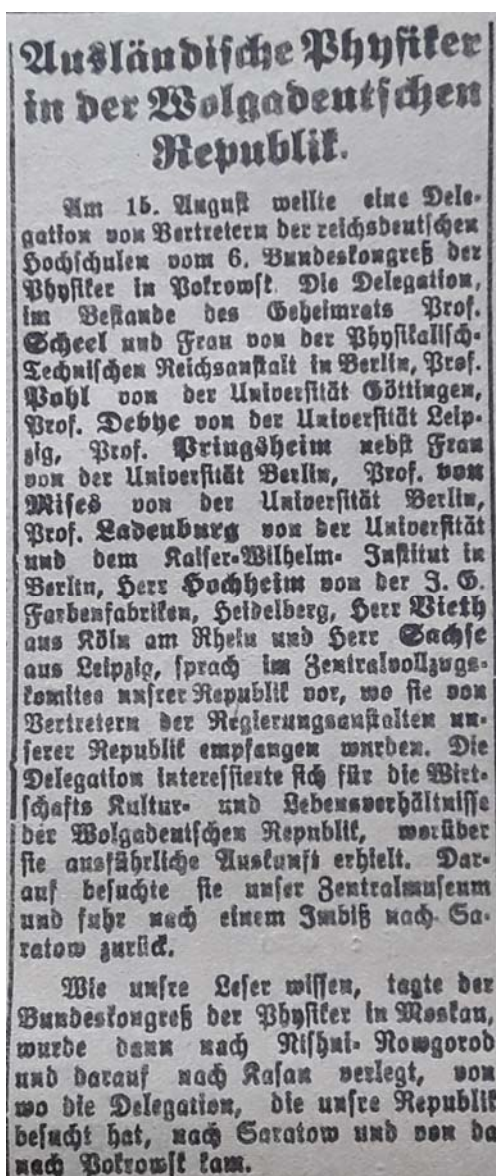 Ausländische Physiker
in der Wolgadeutschen
Republik.
Am 15. August weilte eine Dele-
gation von Vertretern der reichsdeutschen
Hochschulen vom 6. Bundeskongreß der
Physiker in Pokrowsk. Die Delegation,
im Bestande des Geheimrats Prof.
Scheel und Frau von der Physikalisch-
Technischen Reichsanstalt in Berlin, Prof.
Pohl von der Universität Göttingen,
Prof. Debye von der Universität Leip-
zig, Prof. Pringsheim nebst Frau
von der Universität Berlin, Prof. von
Mises von der Universität Berlin,
Prof. Ladenburg von der Universität
und dem Kaiser-Wilhelm- Institut in
Berlin, Herr Hochheim von der I. G.
Farbenfabriken, Heidelberg, Herr Vieth
aus Köln am Rhein und Herr Sachse
aus Leipzig, sprach im Zentralvollzugs-
komitee unsrer Republik vor, wo sie von
Vertretern der Regierungsanstalten un-
serer Republik empfangen wurden. Die
Delegation interessierte sich für die Wirt-
schafts Kultur- und Lebensverhältnisse
der Wolgadeutschen Republik, worüber
sie ausführliche Auskunft erhielt. Dar-
auf besuchte sie unser Zentralmuseum
und fuhr nach einem Imbiß nach Sa-
ratow zurück.
Wie unsre Leser wissen, tagte der
Bundeskongreß der Physiker in Moskau,
wurde dann nach Nishni- Nowgorod
und darauf nach Kasan verlegt, von
wo die Delegation, die unsre Republik
besucht hat, nach Saratow und von da
nach Pokrowsk kam.